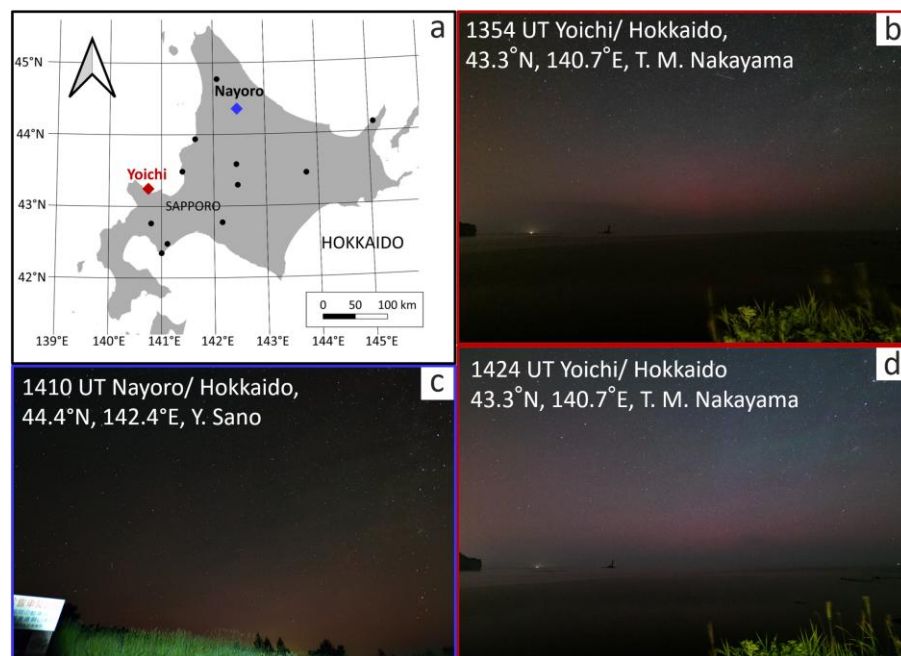 a
45°N
44°N
43°N
42°N
Nayoro
Yoichi
SAPPORO
HOKKAIDO
0 50 100 km
139°E 140°E 141°E 142°E 143°E 144°E 145°E
b
1354 UT Yoichi/ Hokkaido,
43.3°N, 140.7°E, T. M. Nakayama
c
1410 UT Nayoro/ Hokkaido,
44.4°N, 142.4°E, Y. Sano
d
1424 UT Yoichi/ Hokkaido
43.3°N, 140.7°E, T. M. Nakayama